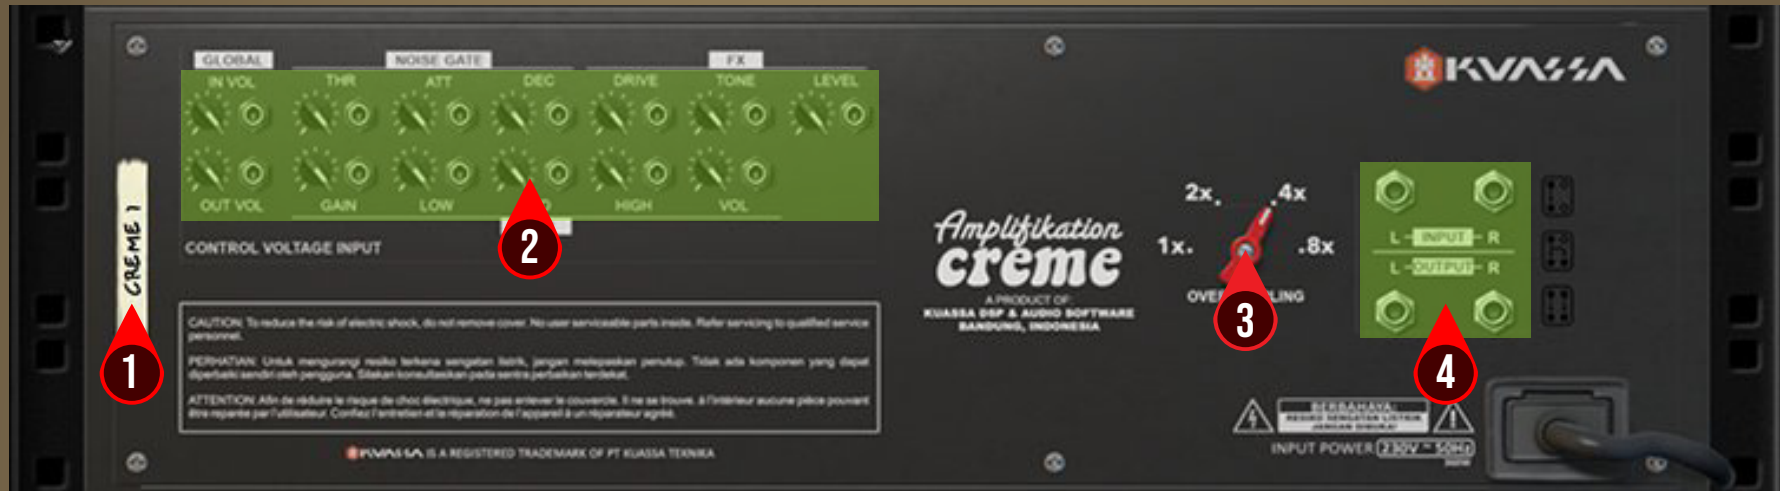 GLOBAL NOISE GATE FX
IN VOL THR ATT DEC DRIVE TONE LEVEL
OUT VOL GAIN LOW HIGH VOL
CONTROL VOLTAGE INPUT
CREME 1
1
2
CAUTION: To reduce the risk of electric shock, do not remove cover. No user serviceable parts inside. Refer servicing to qualified service
personnel.
PERHATIAN: Untuk mengurangi resiko terkena sengatan listrik, jangan melepaskan penutup. Tidak ada komponen yang dapat
diperbaiki sendiri oleh pengguna. Silakan konsultasikan pada sentra perbaikan terdekat.
ATTENTION: Afin de réduire le risque de choc électrique, ne pas enlever le couvercle. Il ne se trouve. à l'intérieur aucune pièce pouvant
être reparée par l'utilisateur. Confiez l'entretien et la réparation de l'appareil à un réparateur agréé.
KVASSA IS A REGISTERED TRADEMARK OF PT KUASSA TEKNIKA
KVASSA
Amplifikation
creme
A PRODUCT OF:
KUASSA DSP & AUDIO SOFTWARE
BANDUNG, INDONESIA
2x 4x
1x 8x
3
L INPUT R
L OUTPUT R
4
BERBAHAYA:
INPUT POWER 230V ~ 50Hz